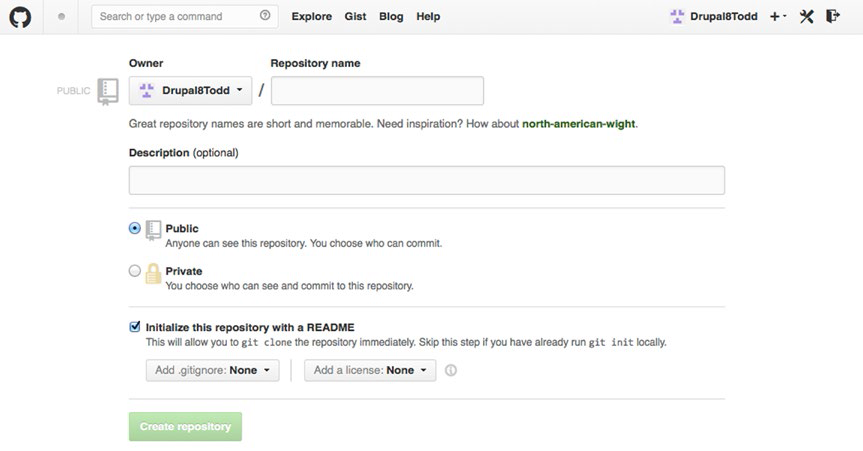 Search or type a command Explore Gist Blog Help Drupal8Todd
Owner Repository name
PUBLIC Drupal8Todd /
Great repository names are short and memorable. Need inspiration? How about north-american-wight.
Description (optional)
Public
Anyone can see this repository. You choose who can commit.
Private
You choose who can see and commit to this repository.
Initialize this repository with a README
This will allow you to git clone the repository immediately. Skip this step if you have already run git init locally.
Add .gitignore: None Add a license: None
Create repository